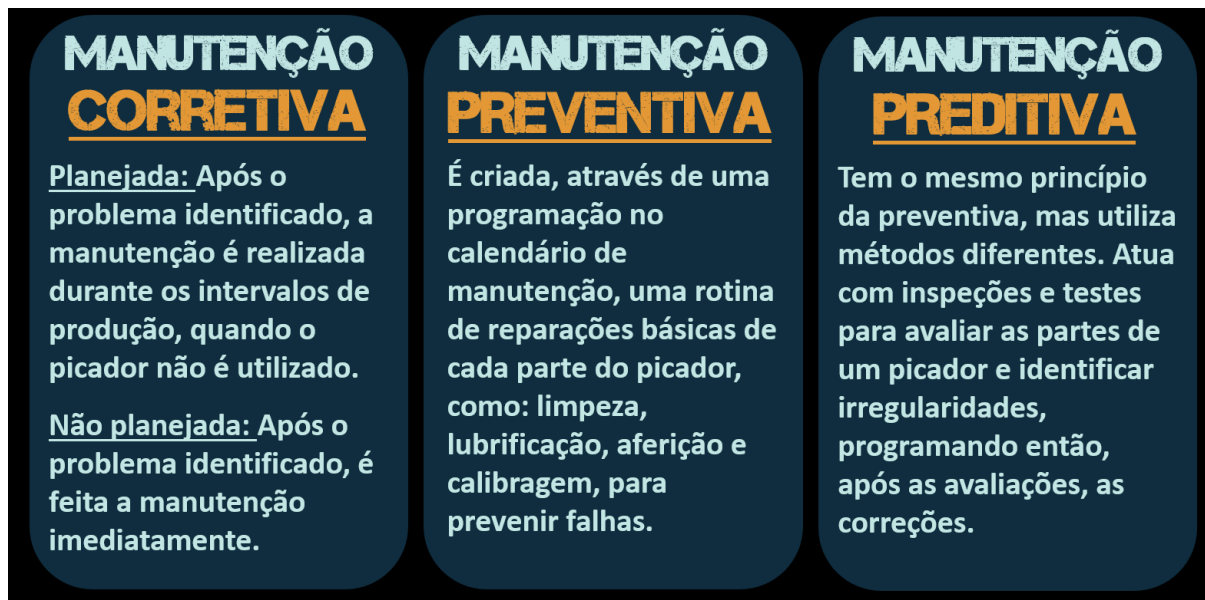 MANUTENÇÃO
CORRETIVA
Planejada: Após o
problema identificado, a
manutenção é realizada
durante os intervalos de
produção, quando o
picador não é utilizado.
Não planejada: Após o
problema identificado, é
feita a manutenção
imediatamente.
MANUTENÇÃO
PREVENTIVA
É criada, através de uma
programação no
calendário de
manutenção, uma rotina
de reparações básicas de
cada parte do picador,
como: limpeza,
lubrificação, aferição e
calibragem, para
prevenir falhas.
MANUTENÇÃO
PREDITIVA
Tem o mesmo princípio
da preventiva, mas utiliza
métodos diferentes. Atua
com inspeções e testes
para avaliar as partes de
um picador e identificar
irregularidades,
programando então,
após as avaliações, as
correções.